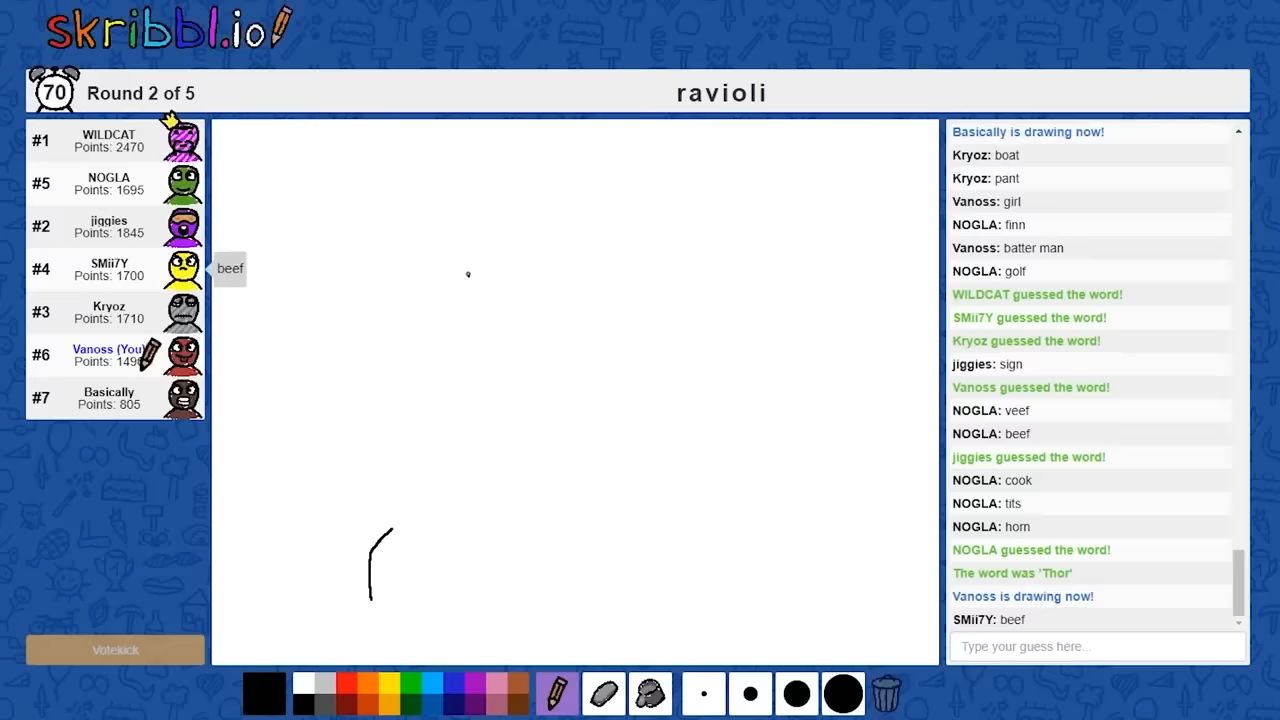 skribbl.io
70
Round 2 of 5
ravioli
#1
WILDCAT
Points: 2470
#5
NOGLA
Points: 1695
#2
jiggies
Points: 1845
#4
SMii7Y
Points: 1700
#3
Kryoz
Points: 1710
#6
Vanoss (You)
Points: 149
#7
Basically
Points: 805
beef
Votekick
Basically is drawing now!
Kryoz: boat
Kryoz: pant
Vanoss: girl
NOGLA: finn
Vanoss: batter man
NOGLA: golf
WILDCAT guessed the word!
SMii7Y guessed the word!
Kryoz guessed the word!
jiggies: sign
Vanoss guessed the word!
NOGLA: veef
NOGLA: beef
jiggies guessed the word!
NOGLA: cook
NOGLA: tits
NOGLA: horn
NOGLA guessed the word!
The word was 'Thor'
Vanoss is drawing now!
SMii7Y: beef
Type your guess here...